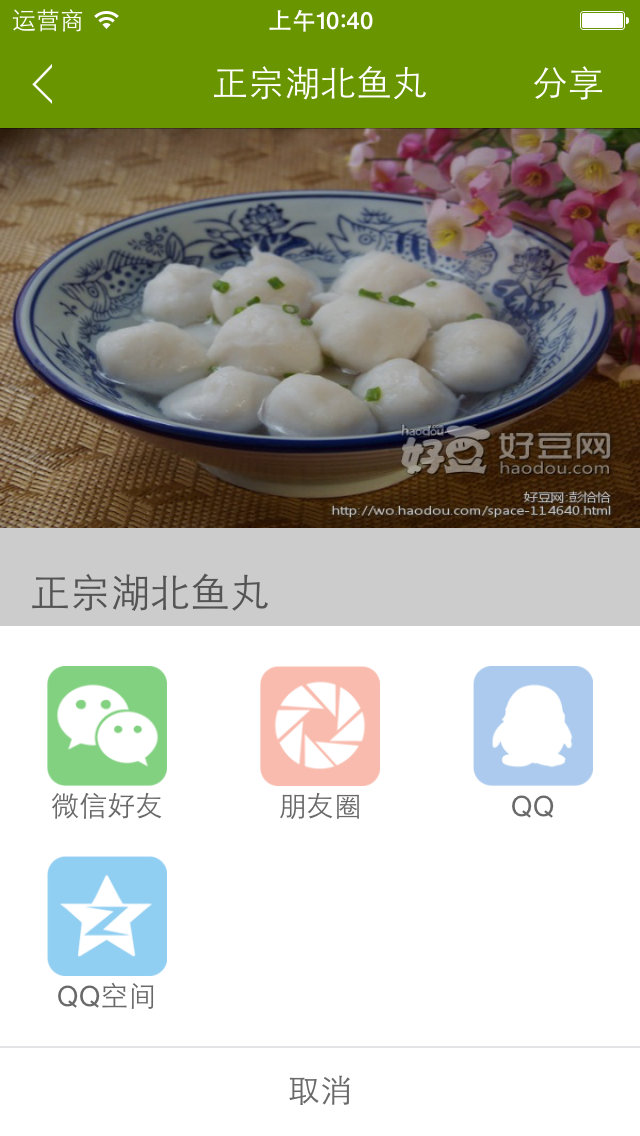 运营商
上午10:40
正宗湖北鱼丸
分享
haodou
好豆
好豆网
haodou.com
好豆网·彭恰恰
http://wo.haodou.com/space-114640.html
正宗湖北鱼丸
微信好友
朋友圈
QQ
QQ空间
取消